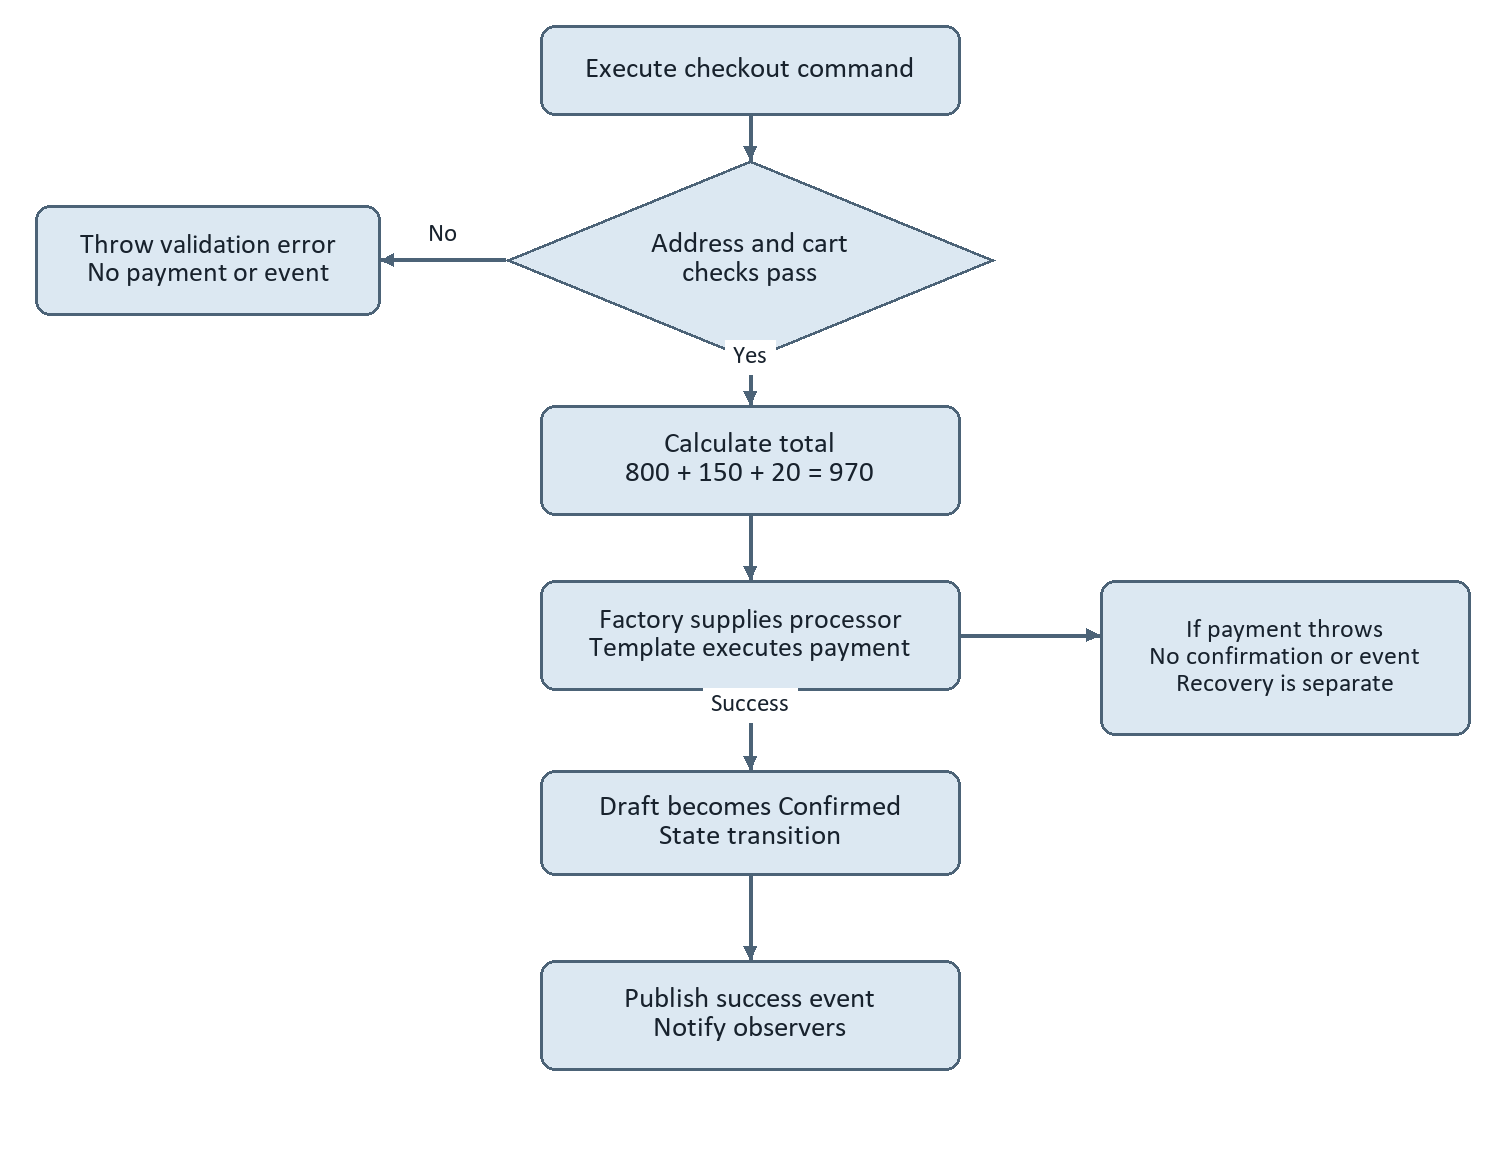 Execute checkout command
Address and cart
checks pass
No
Throw validation error
No payment or event
Yes
Calculate total
800 + 150 + 20 = 970
Factory supplies processor
Template executes payment
If payment throws
No confirmation or event
Recovery is separate
Success
Draft becomes Confirmed
State transition
Publish success event
Notify observers